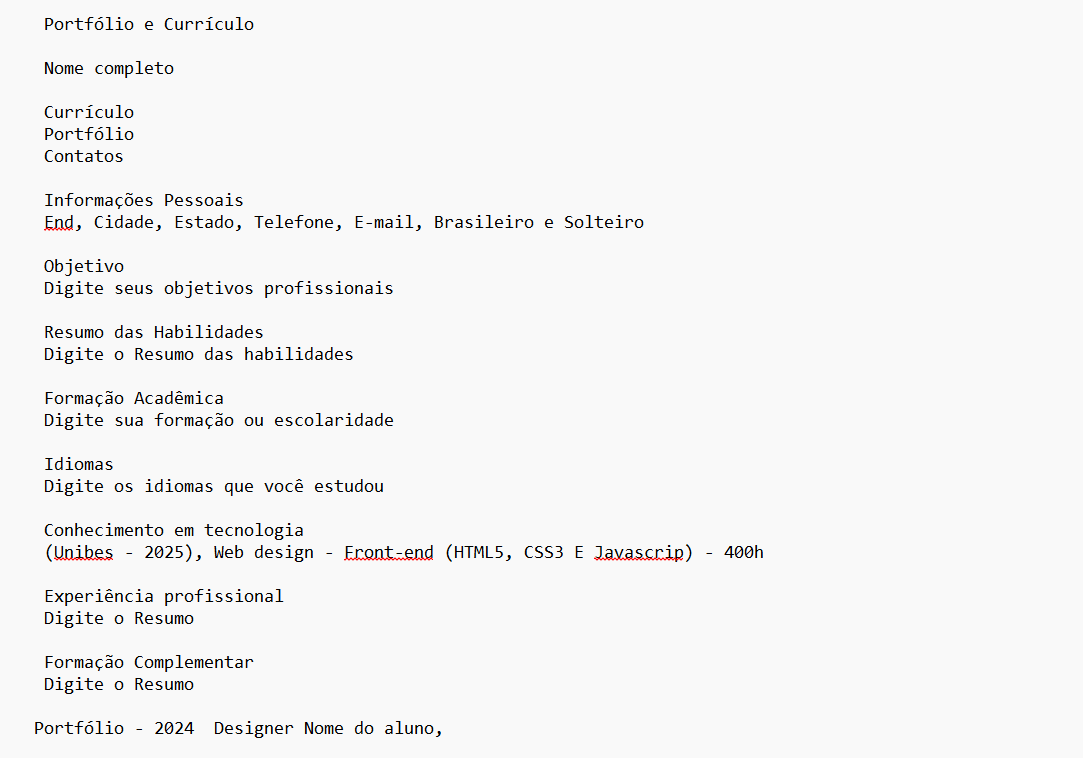 Portfólio e Currículo
Nome completo
Currículo
Portfólio
Contatos
Informações Pessoais
End, Cidade, Estado, Telefone, E-mail, Brasileiro e Solteiro
Objetivo
Digite seus objetivos profissionais
Resumo das Habilidades
Digite o Resumo das habilidades
Formação Acadêmica
Digite sua formação ou escolaridade
Idiomas
Digite os idiomas que você estudou
Conhecimento em tecnologia
(Unibes - 2025), Web design - Front-end (HTML5, CSS3 E Javascrip) - 400h
Experiência profissional
Digite o Resumo
Formação Complementar
Digite o Resumo
Portfólio - 2024  Designer Nome do aluno,